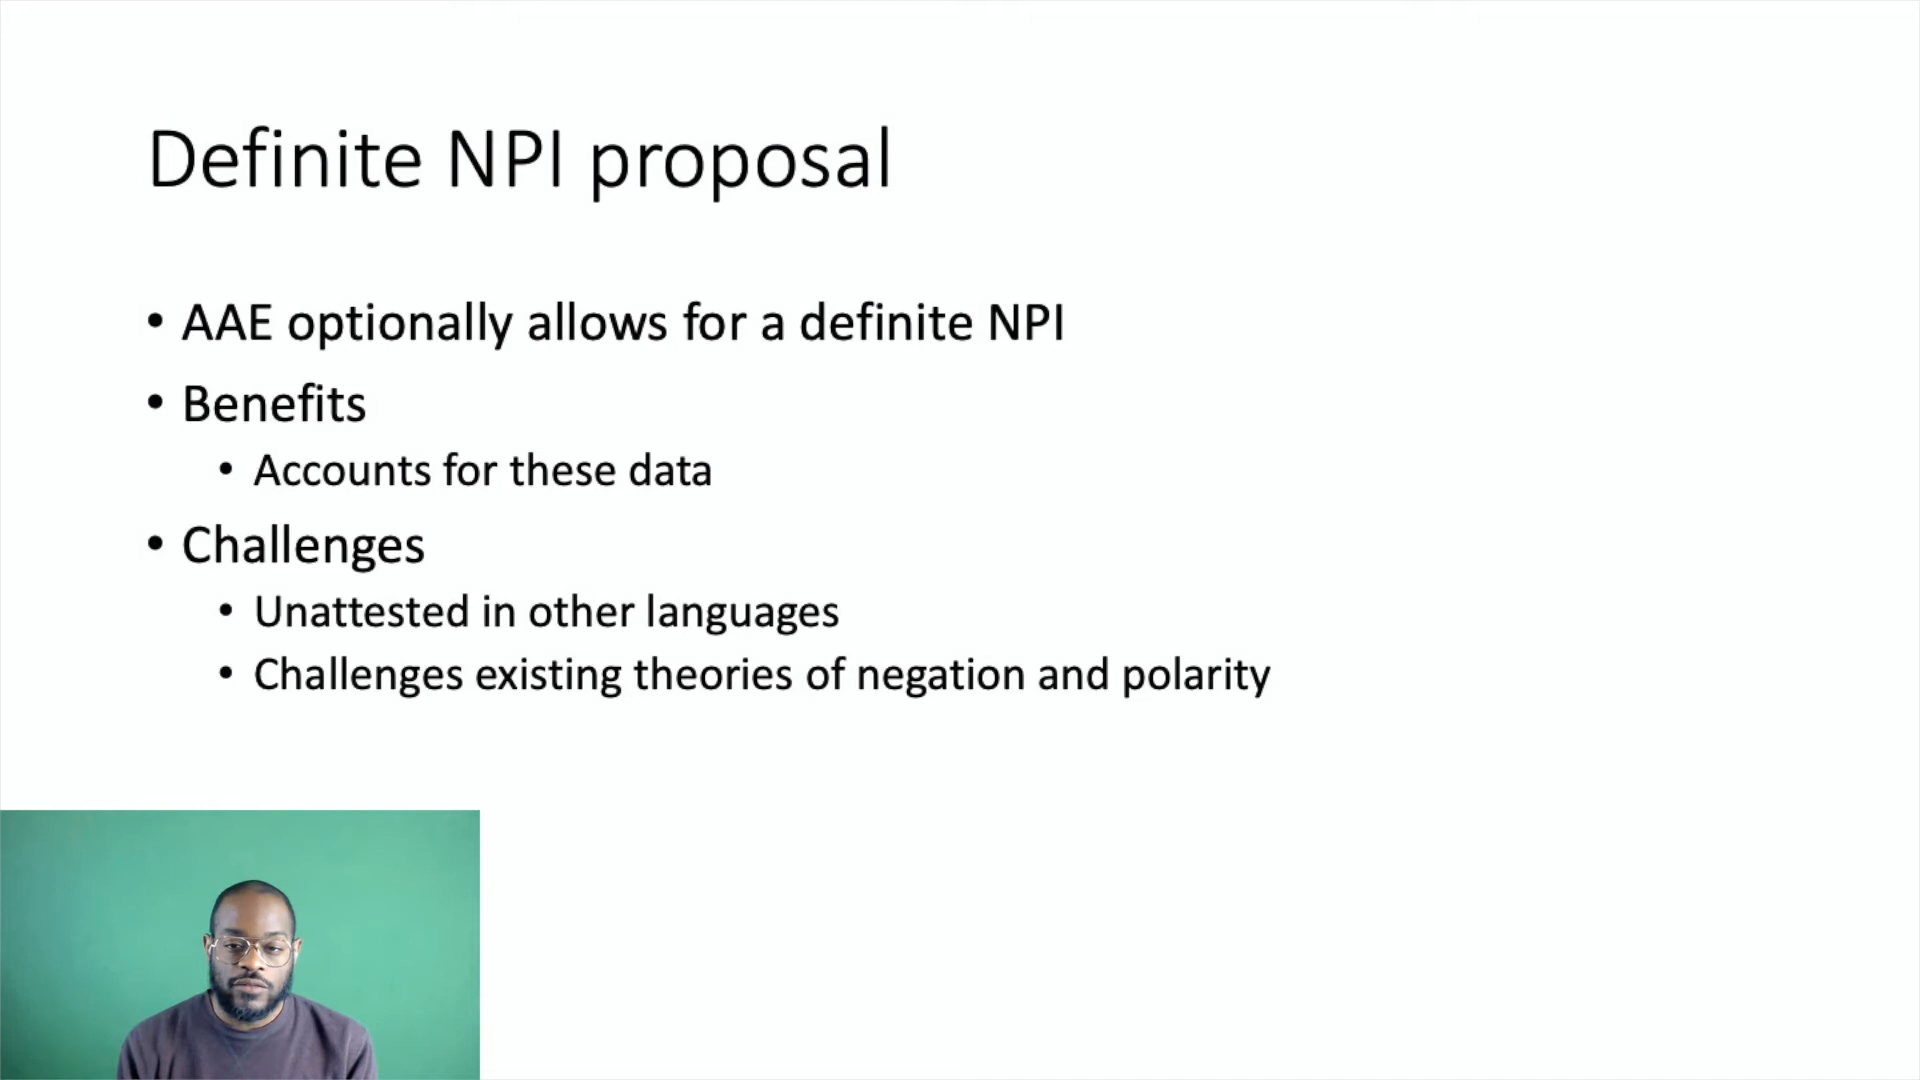 Definite NPI proposal
• AAE optionally allows for a definite NPI
• Benefits
• Accounts for these data
• Challenges
• Unattested in other languages
• Challenges existing theories of negation and polarity